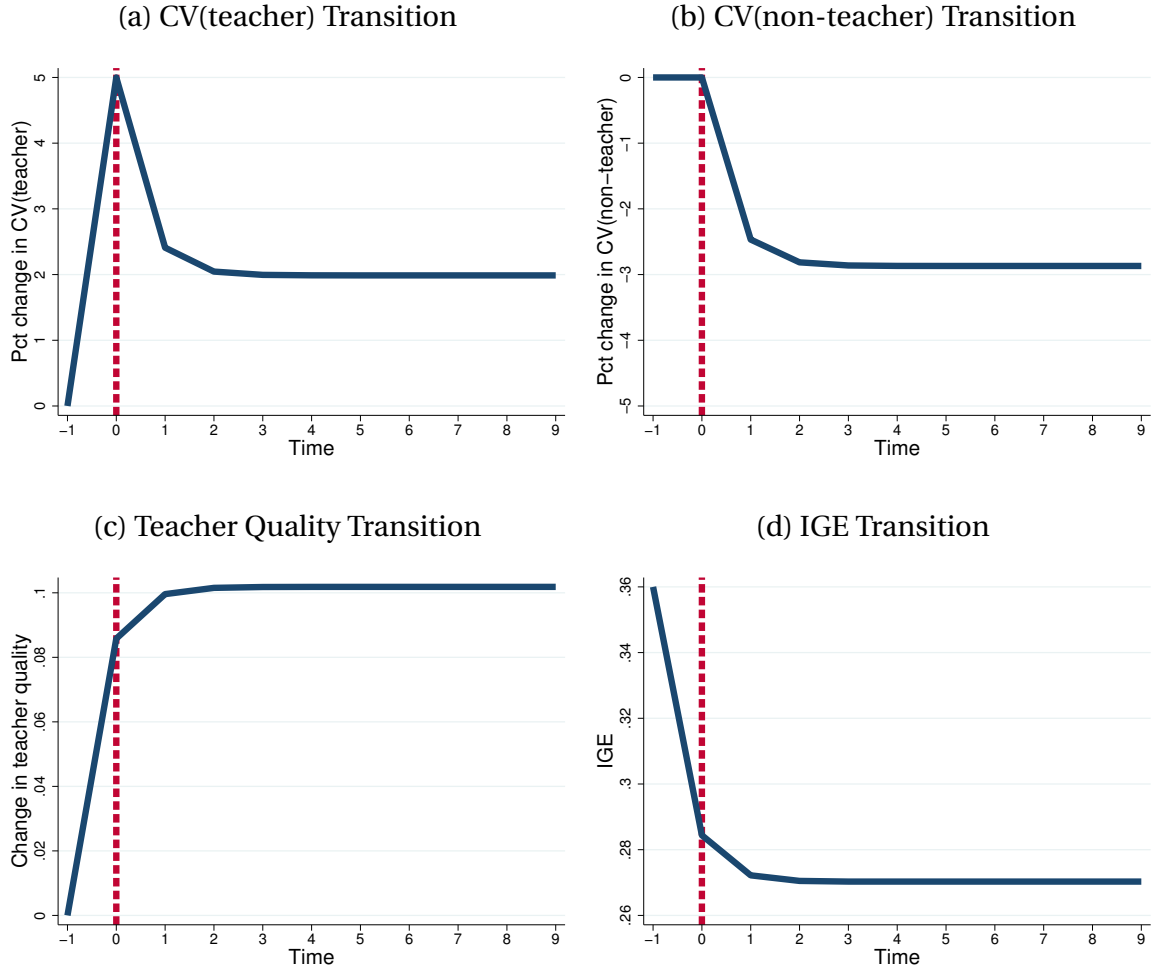 (a) CV(teacher) Transition
Pct change in CV(teacher)
5
4
3
2
1
0
−1 0 1 2 3 4 5 6 7 8 9
Time
(b) CV(non-teacher) Transition
Pct change in CV(non−teacher)
0
−1
−2
−3
−4
−5
−1 0 1 2 3 4 5 6 7 8 9
Time
(c) Teacher Quality Transition
Change in teacher quality
.1
.08
.06
.04
.02
0
−1 0 1 2 3 4 5 6 7 8 9
Time
(d) IGE Transition
IGE
.36
.34
.32
.3
.28
.26
−1 0 1 2 3 4 5 6 7 8 9
Time